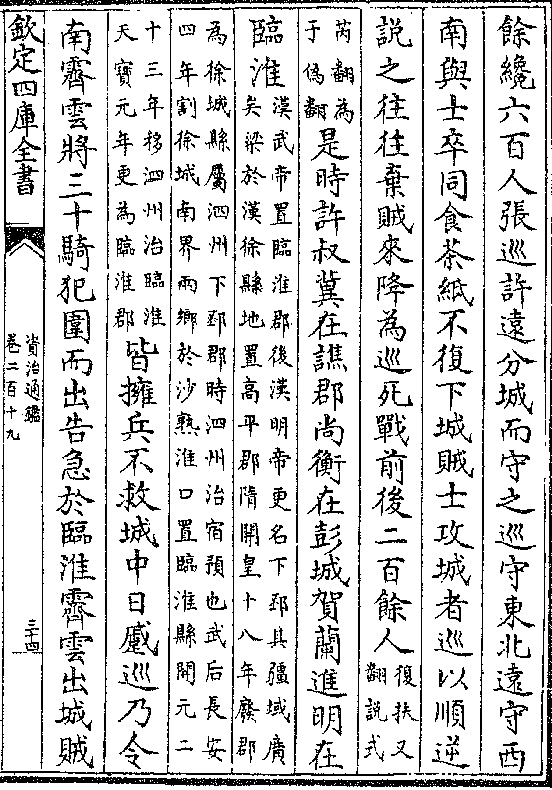 餘纔六百人張巡許遠分城而守之巡守東北遠守西
南與士卒同食茶紙不復下城賊士攻城者巡以順逆
說之往往棄賊來降為巡死戰前後二百餘人
復扶又
翻說式
芮翻為
于偽翻
是時許叔冀在譙郡尚衡在彭城賀蘭進明在
臨淮
漢武帝置臨淮郡後漢明帝更名下邳其疆域廣
矣梁於漢徐縣地置高平郡隋開皇十八年廢郡
為徐城縣屬泗州下邳郡時泗州治宿預也武后長安
四年割徐城南界兩鄉於沙熟淮口置臨淮縣開元二
十三年移泗州治臨淮
天寶元年更為臨淮郡
皆擁兵不救城中日蹙巡乃令
南霽雲將三十騎犯圍而出告急於臨淮霽雲出城賊
欽定四庫全書
資治通鑑
卷二百十九
三十四